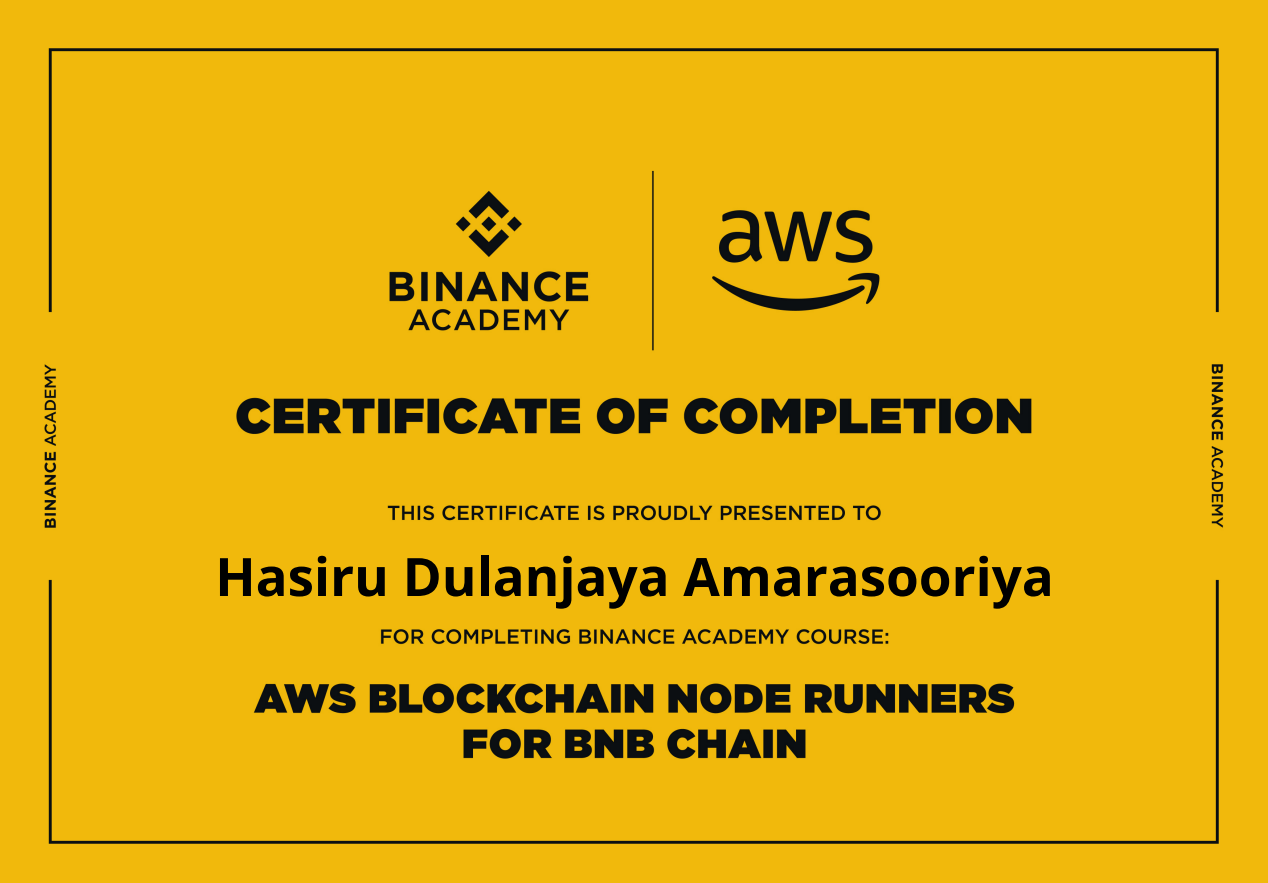 BINANCE
ACADEMY
aws
CERTIFICATE OF COMPLETION
THIS CERTIFICATE IS PROUDLY PRESENTED TO
Hasiru Dulanjaya Amarasooriya
FOR COMPLETING BINANCE ACADEMY COURSE:
AWS BLOCKCHAIN NODE RUNNERS
FOR BNB CHAIN
BINANCE ACADEMY
BINANCE ACADEMY